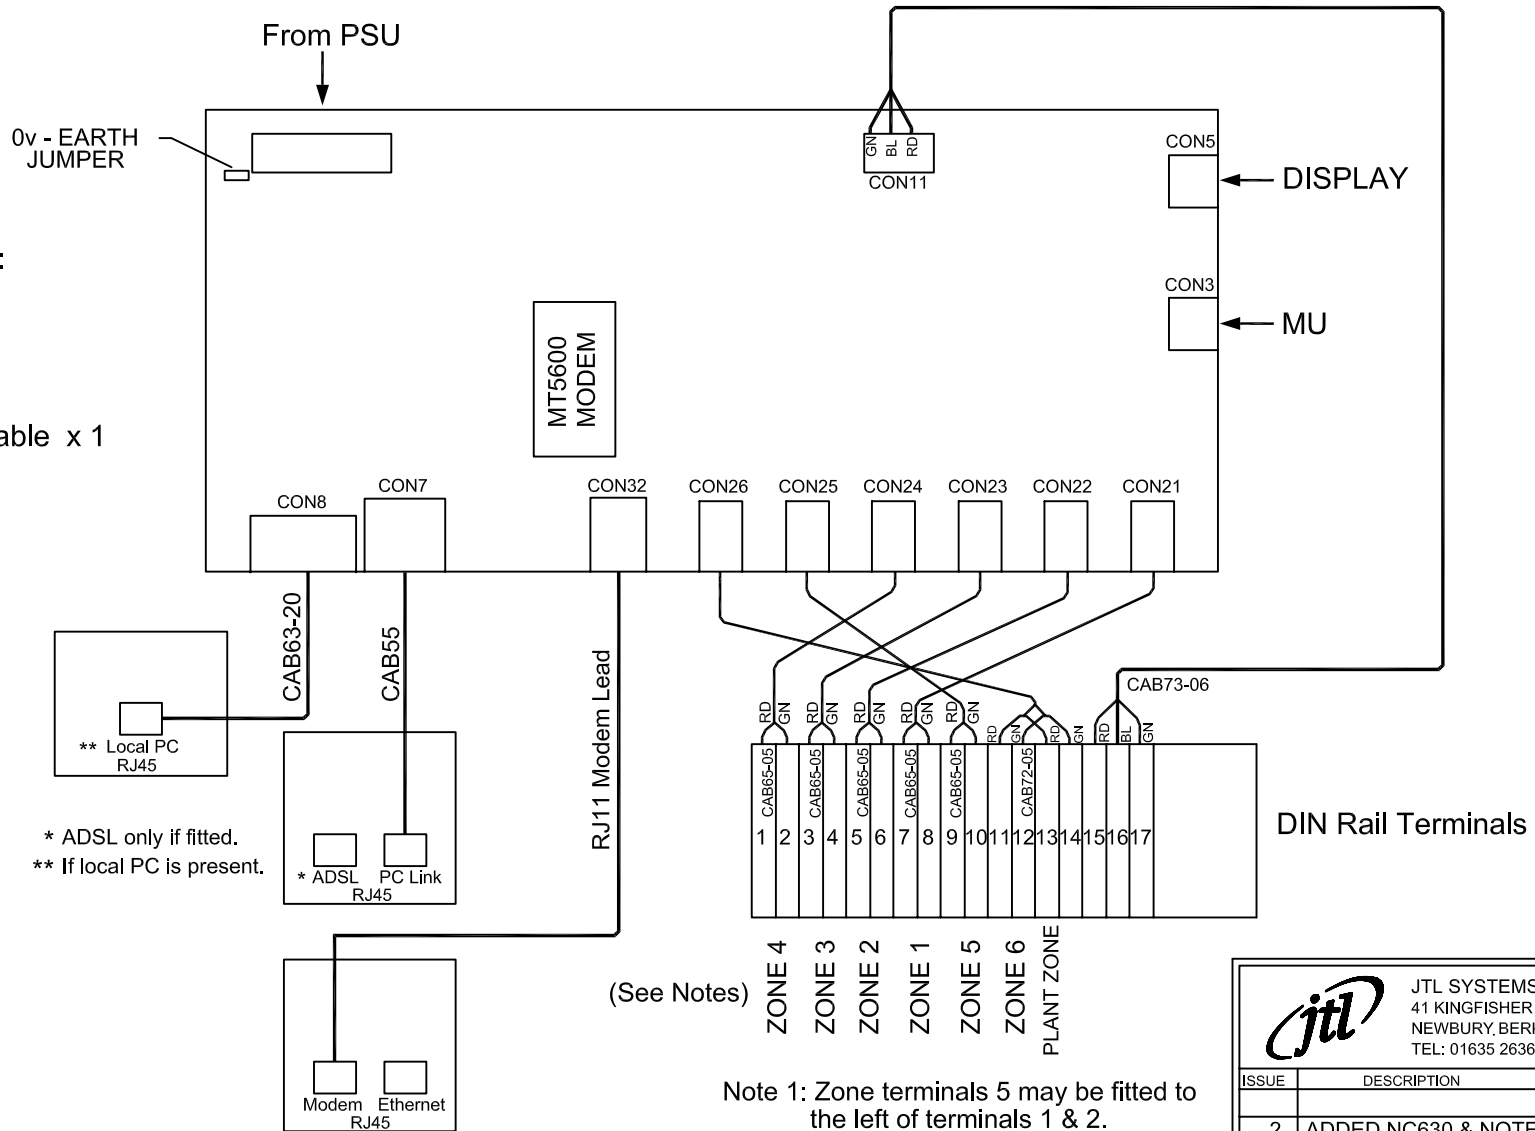 From PSU
0v - EARTH
JUMPER
GN
BL
RD
CON11
CON5
DISPLAY
:
CON3
MU
MT5600
MODEM
able x 1
CON8
CON7
CON32
CON26
CON25
CON24
CON23
CON22
CON21
CAB63-20
CAB55
RJ11 Modem Lead
CAB73-06
** Local PC
RJ45
* ADSL only if fitted.
** If local PC is present.
* ADSL
PC Link
RJ45
RD
GN
RD
GN
RD
GN
RD
GN
RD
GN
RD
GN
RD
GN
RD
BL
GN
CAB65-05
CAB65-05
CAB65-05
CAB65-05
CAB65-05
CAB72-05
1 2 3 4 5 6 7 8 9 10 11 12 13 14 15 16 17
DIN Rail Terminals
(See Notes)
ZONE 4
ZONE 3
ZONE 2
ZONE 1
ZONE 5
ZONE 6
PLANT ZONE
Modem
Ethernet
RJ45
Note 1: Zone terminals 5 may be fitted to
the left of terminals 1 & 2.
jtl
JTL SYSTEMS
41 KINGFISHER
NEWBURY, BER
TEL: 01635 2636
ISSUE
DESCRIPTION
2
ADDED NC630 & NOTE